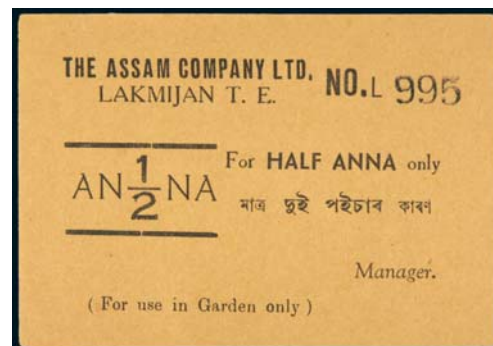 THE ASSAM COMPANY LTD. NO.L 995
LAKMIJAN T. E.
AN 1/2 NA
For HALF ANNA only
মাত্ৰ দুই পইচাৰ কাৰণ
Manager.
( For use in Garden only )